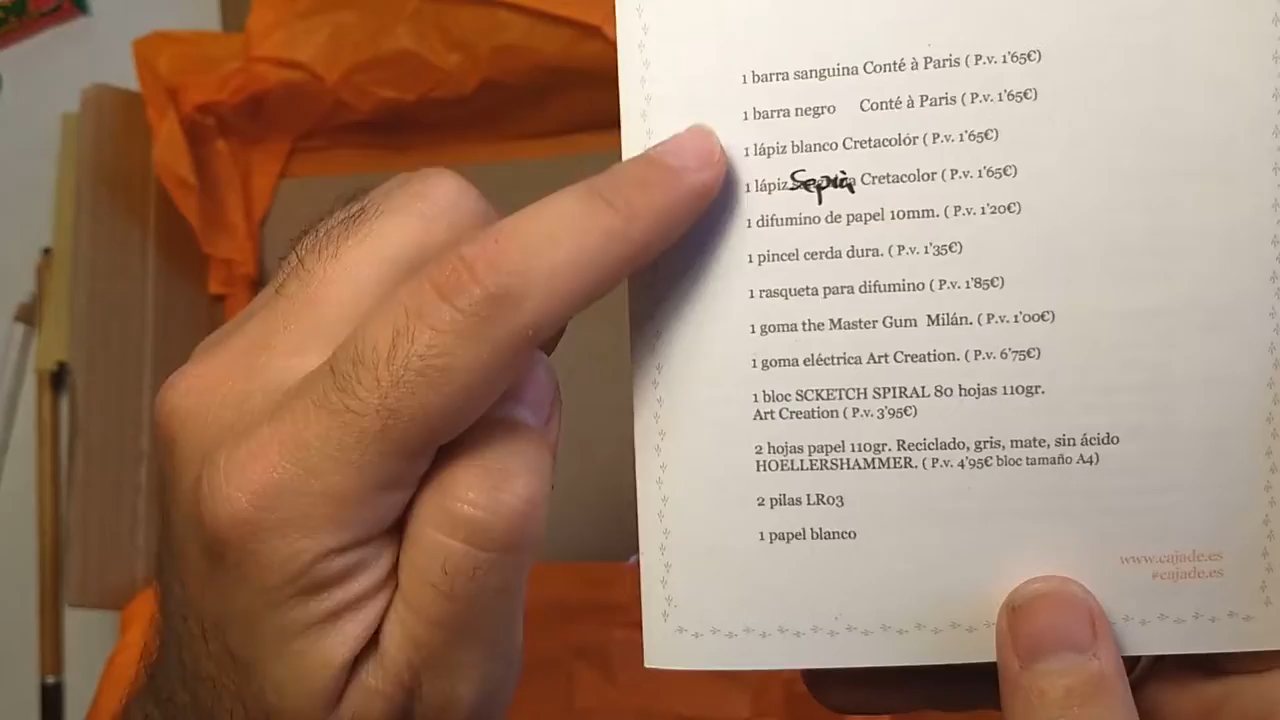 1 barra sanguina Conté à Paris ( P.v. 1'65€)
1 barra negro Conté à Paris ( P.v. 1'65€)
1 lápiz blanco Cretacolór ( P.v. 1'65€)
1 lápiz Sepia Cretacolor ( P.v. 1'65€)
1 difumino de papel 10mm. ( P.v. 1'20€)
1 pincel cerda dura. ( P.v. 1'35€)
1 rasqueta para difumino ( P.v. 1'85€)
1 goma the Master Gum Milán. ( P.v. 1'00€)
1 goma eléctrica Art Creation. ( P.v. 6'75€)
1 bloc SCKETCH SPIRAL 80 hojas 110gr.
Art Creation ( P.v. 3'95€)
2 hojas papel 110gr. Reciclado, gris, mate, sin ácido
HOELLERSHAMMER. ( P.v. 4'95€ bloc tamaño A4)
2 pilas LR03
1 papel blanco
www.cajade.es
#cajade.es